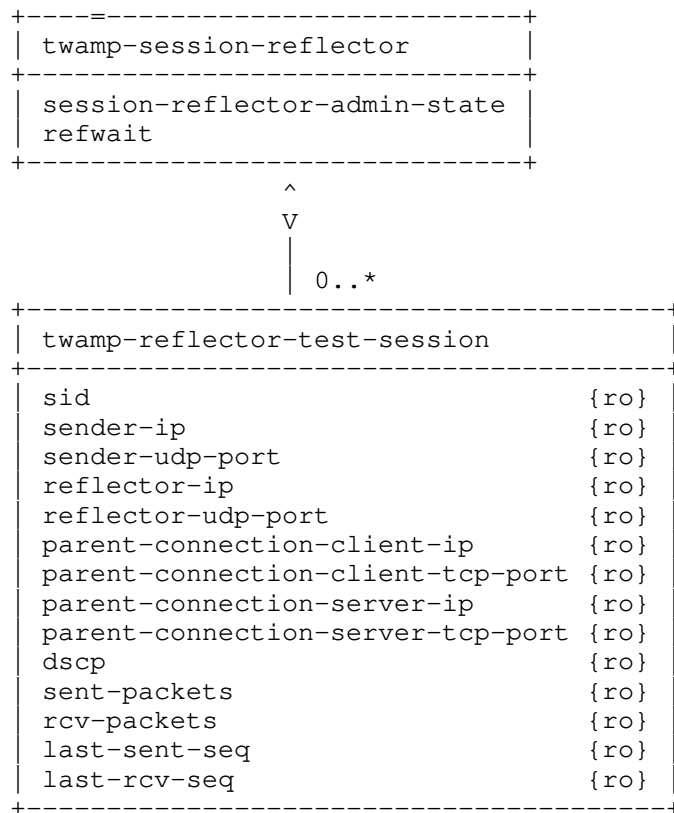 +----=--------------------------+
| twamp-session-reflector       |
+-------------------------------+
| session-reflector-admin-state |
| refwait                       |
+-------------------------------+
                 ^
                 V
                 |
                 | 0..*
+----------------------------------------+
| twamp-reflector-test-session           |
+----------------------------------------+
| sid                               {ro} |
| sender-ip                         {ro} |
| sender-udp-port                   {ro} |
| reflector-ip                      {ro} |
| reflector-udp-port                {ro} |
| parent-connection-client-ip       {ro} |
| parent-connection-client-tcp-port {ro} |
| parent-connection-server-ip       {ro} |
| parent-connection-server-tcp-port {ro} |
| dscp                              {ro} |
| sent-packets                      {ro} |
| rcv-packets                       {ro} |
| last-sent-seq                     {ro} |
| last-rcv-seq                      {ro} |
+----------------------------------------+